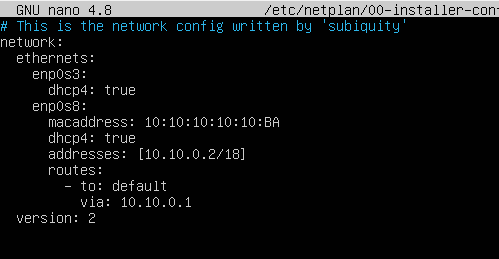 GNU nano 4.8 /etc/netplan/00-installer-con
# This is the network config written by 'subiquity'
network:
  ethernets:
    enp0s3:
      dhcp4: true
    enp0s8:
      macaddress: 10:10:10:10:10:BA
      dhcp4: true
      addresses: [10.10.0.2/18]
      routes:
        - to: default
          via: 10.10.0.1
  version: 2